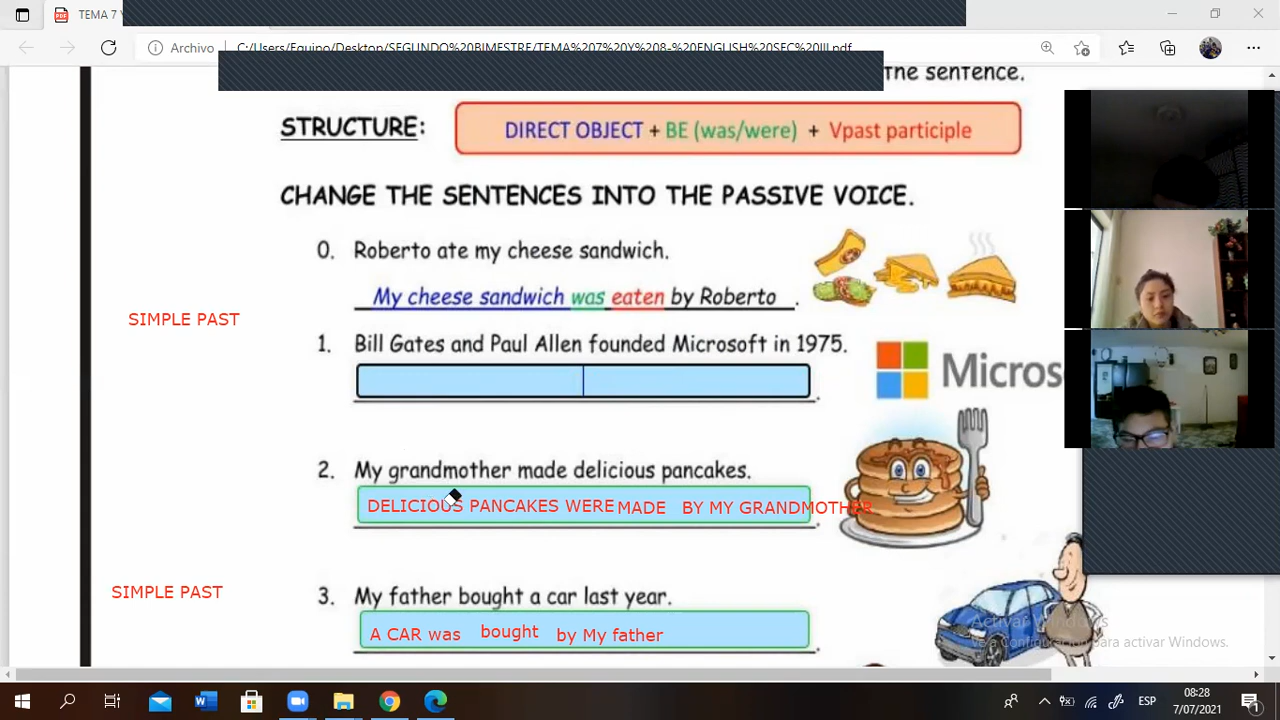 TEMA 7 Y
Archivo C:/Users/Equipo/Desktop/SEGUNDO%20BIMESTRE/TEMA%207%20Y%208-%20ENGLISH%20SEC%20III.pdf
the sentence.
STRUCTURE: DIRECT OBJECT + BE (was/were) + Vpast participle
CHANGE THE SENTENCES INTO THE PASSIVE VOICE.
0. Roberto ate my cheese sandwich.
My cheese sandwich was eaten by Roberto.
SIMPLE PAST
1. Bill Gates and Paul Allen founded Microsoft in 1975.
Micros
2. My grandmother made delicious pancakes.
DELICIOUS PANCAKES WERE MADE BY MY GRANDMOTHER
SIMPLE PAST
3. My father bought a car last year.
A CAR was bought by My father
Activar Windows
Ve a Configuración para activar Windows.
ESP
08:28
7/07/2021